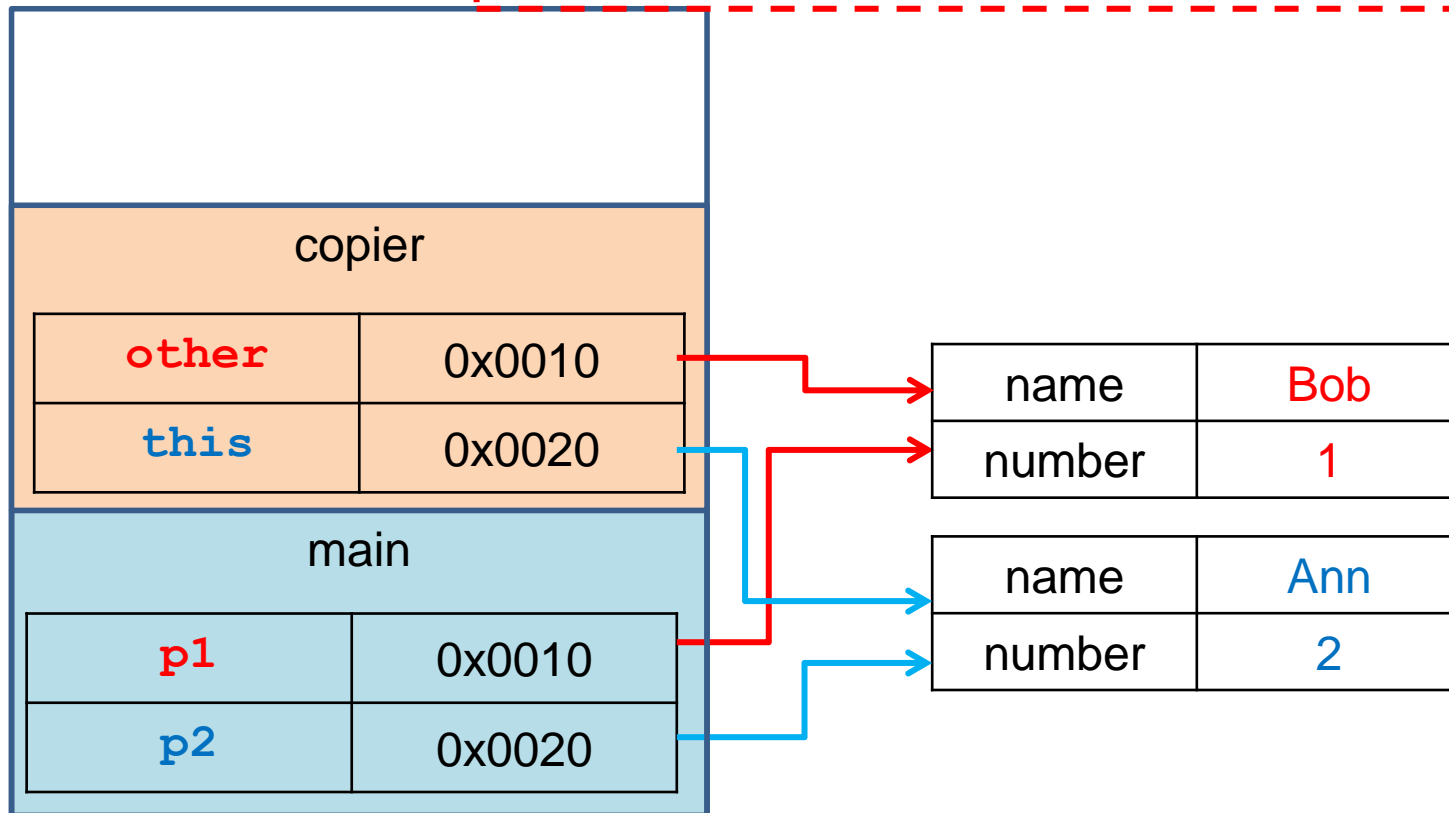 copier
other 0x0010
this 0x0020
main
p1 0x0010
p2 0x0020
name Bob
number 1
name Ann
number 2